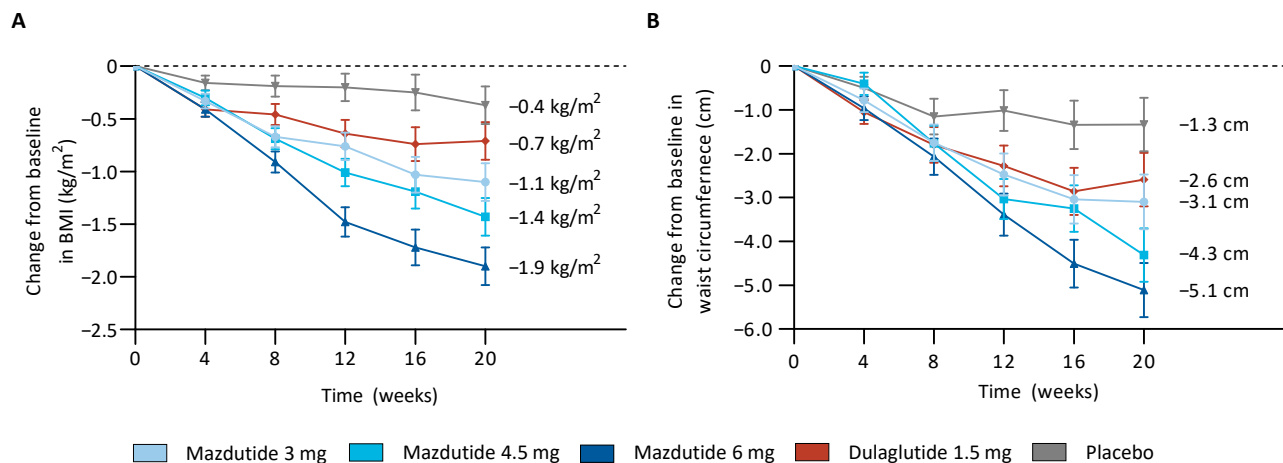 A
Change from baseline
in BMI (kg/m²)
0
−0.5
−1.0
−1.5
−2.0
−2.5
−0.4 kg/m²
−0.7 kg/m²
−1.1 kg/m²
−1.4 kg/m²
−1.9 kg/m²
0 4 8 12 16 20
Time (weeks)
B
Change from baseline in
waist circumfernece (cm)
0
−1.0
−2.0
−3.0
−4.0
−5.0
−6.0
−1.3 cm
−2.6 cm
−3.1 cm
−4.3 cm
−5.1 cm
0 4 8 12 16 20
Time (weeks)
Mazdutide 3 mg Mazdutide 4.5 mg Mazdutide 6 mg Dulaglutide 1.5 mg Placebo